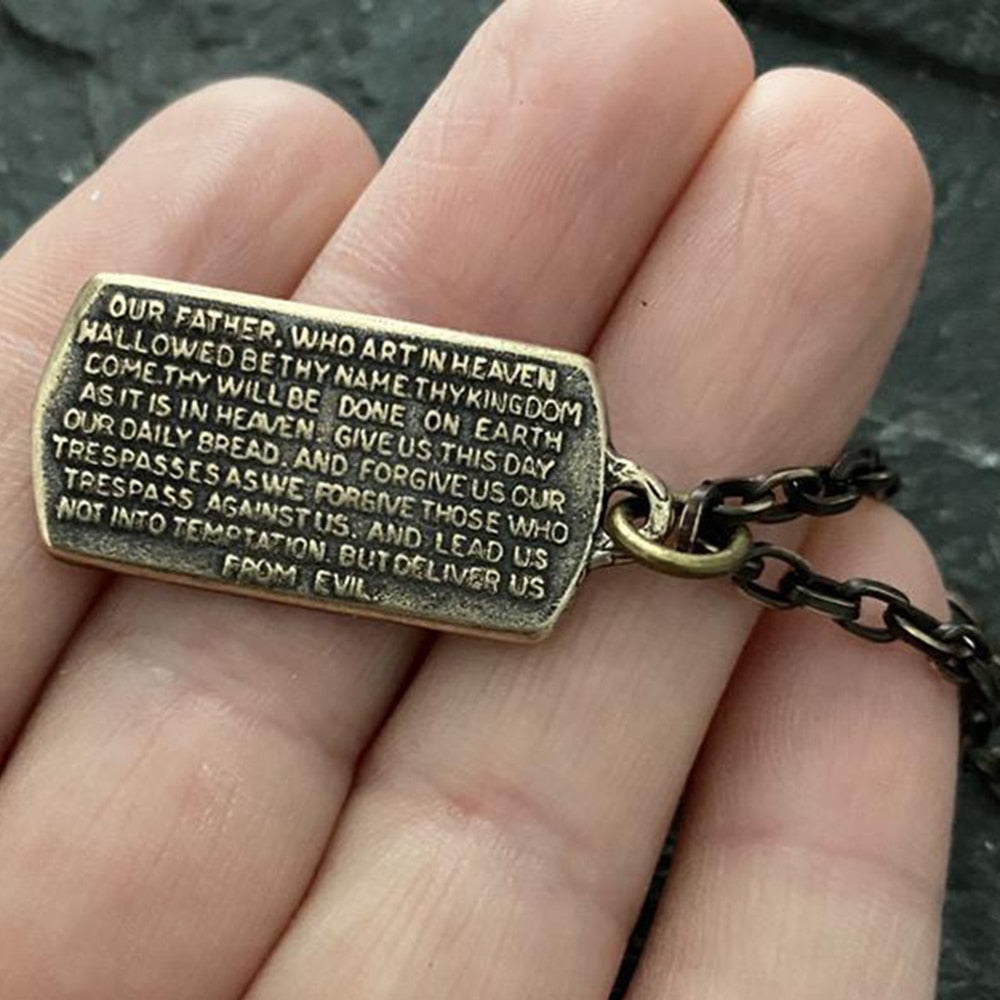 OUR FATHER, WHO ART IN HEAVEN
HALLOWED BE THY NAME THY KINGDOM
COME.THY WILL BE DONE ON EARTH
AS IT IS IN HEAVEN. GIVE US THIS DAY
OUR DAILY BREAD. AND FORGIVE US OUR
TRESPASSES AS WE FORGIVE THOSE WHO
TRESPASS AGAINST US. AND LEAD US
NOT INTO TEMPTATION. BUT DELIVER US
FROM EVIL.